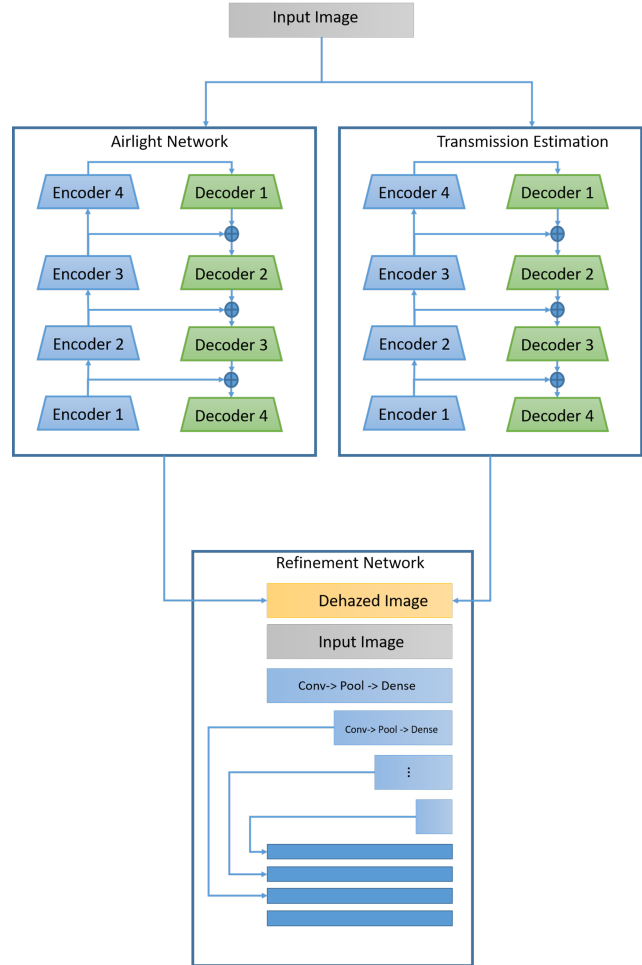 Input Image
Airlight Network
Transmission Estimation
Encoder 4
Decoder 1
Encoder 4
Decoder 1
Encoder 3
Decoder 2
Encoder 3
Decoder 2
Encoder 2
Decoder 3
Encoder 2
Decoder 3
Encoder 1
Decoder 4
Encoder 1
Decoder 4
Refinement Network
Dehazed Image
Input Image
Conv-> Pool -> Dense
Conv-> Pool -> Dense
⋮